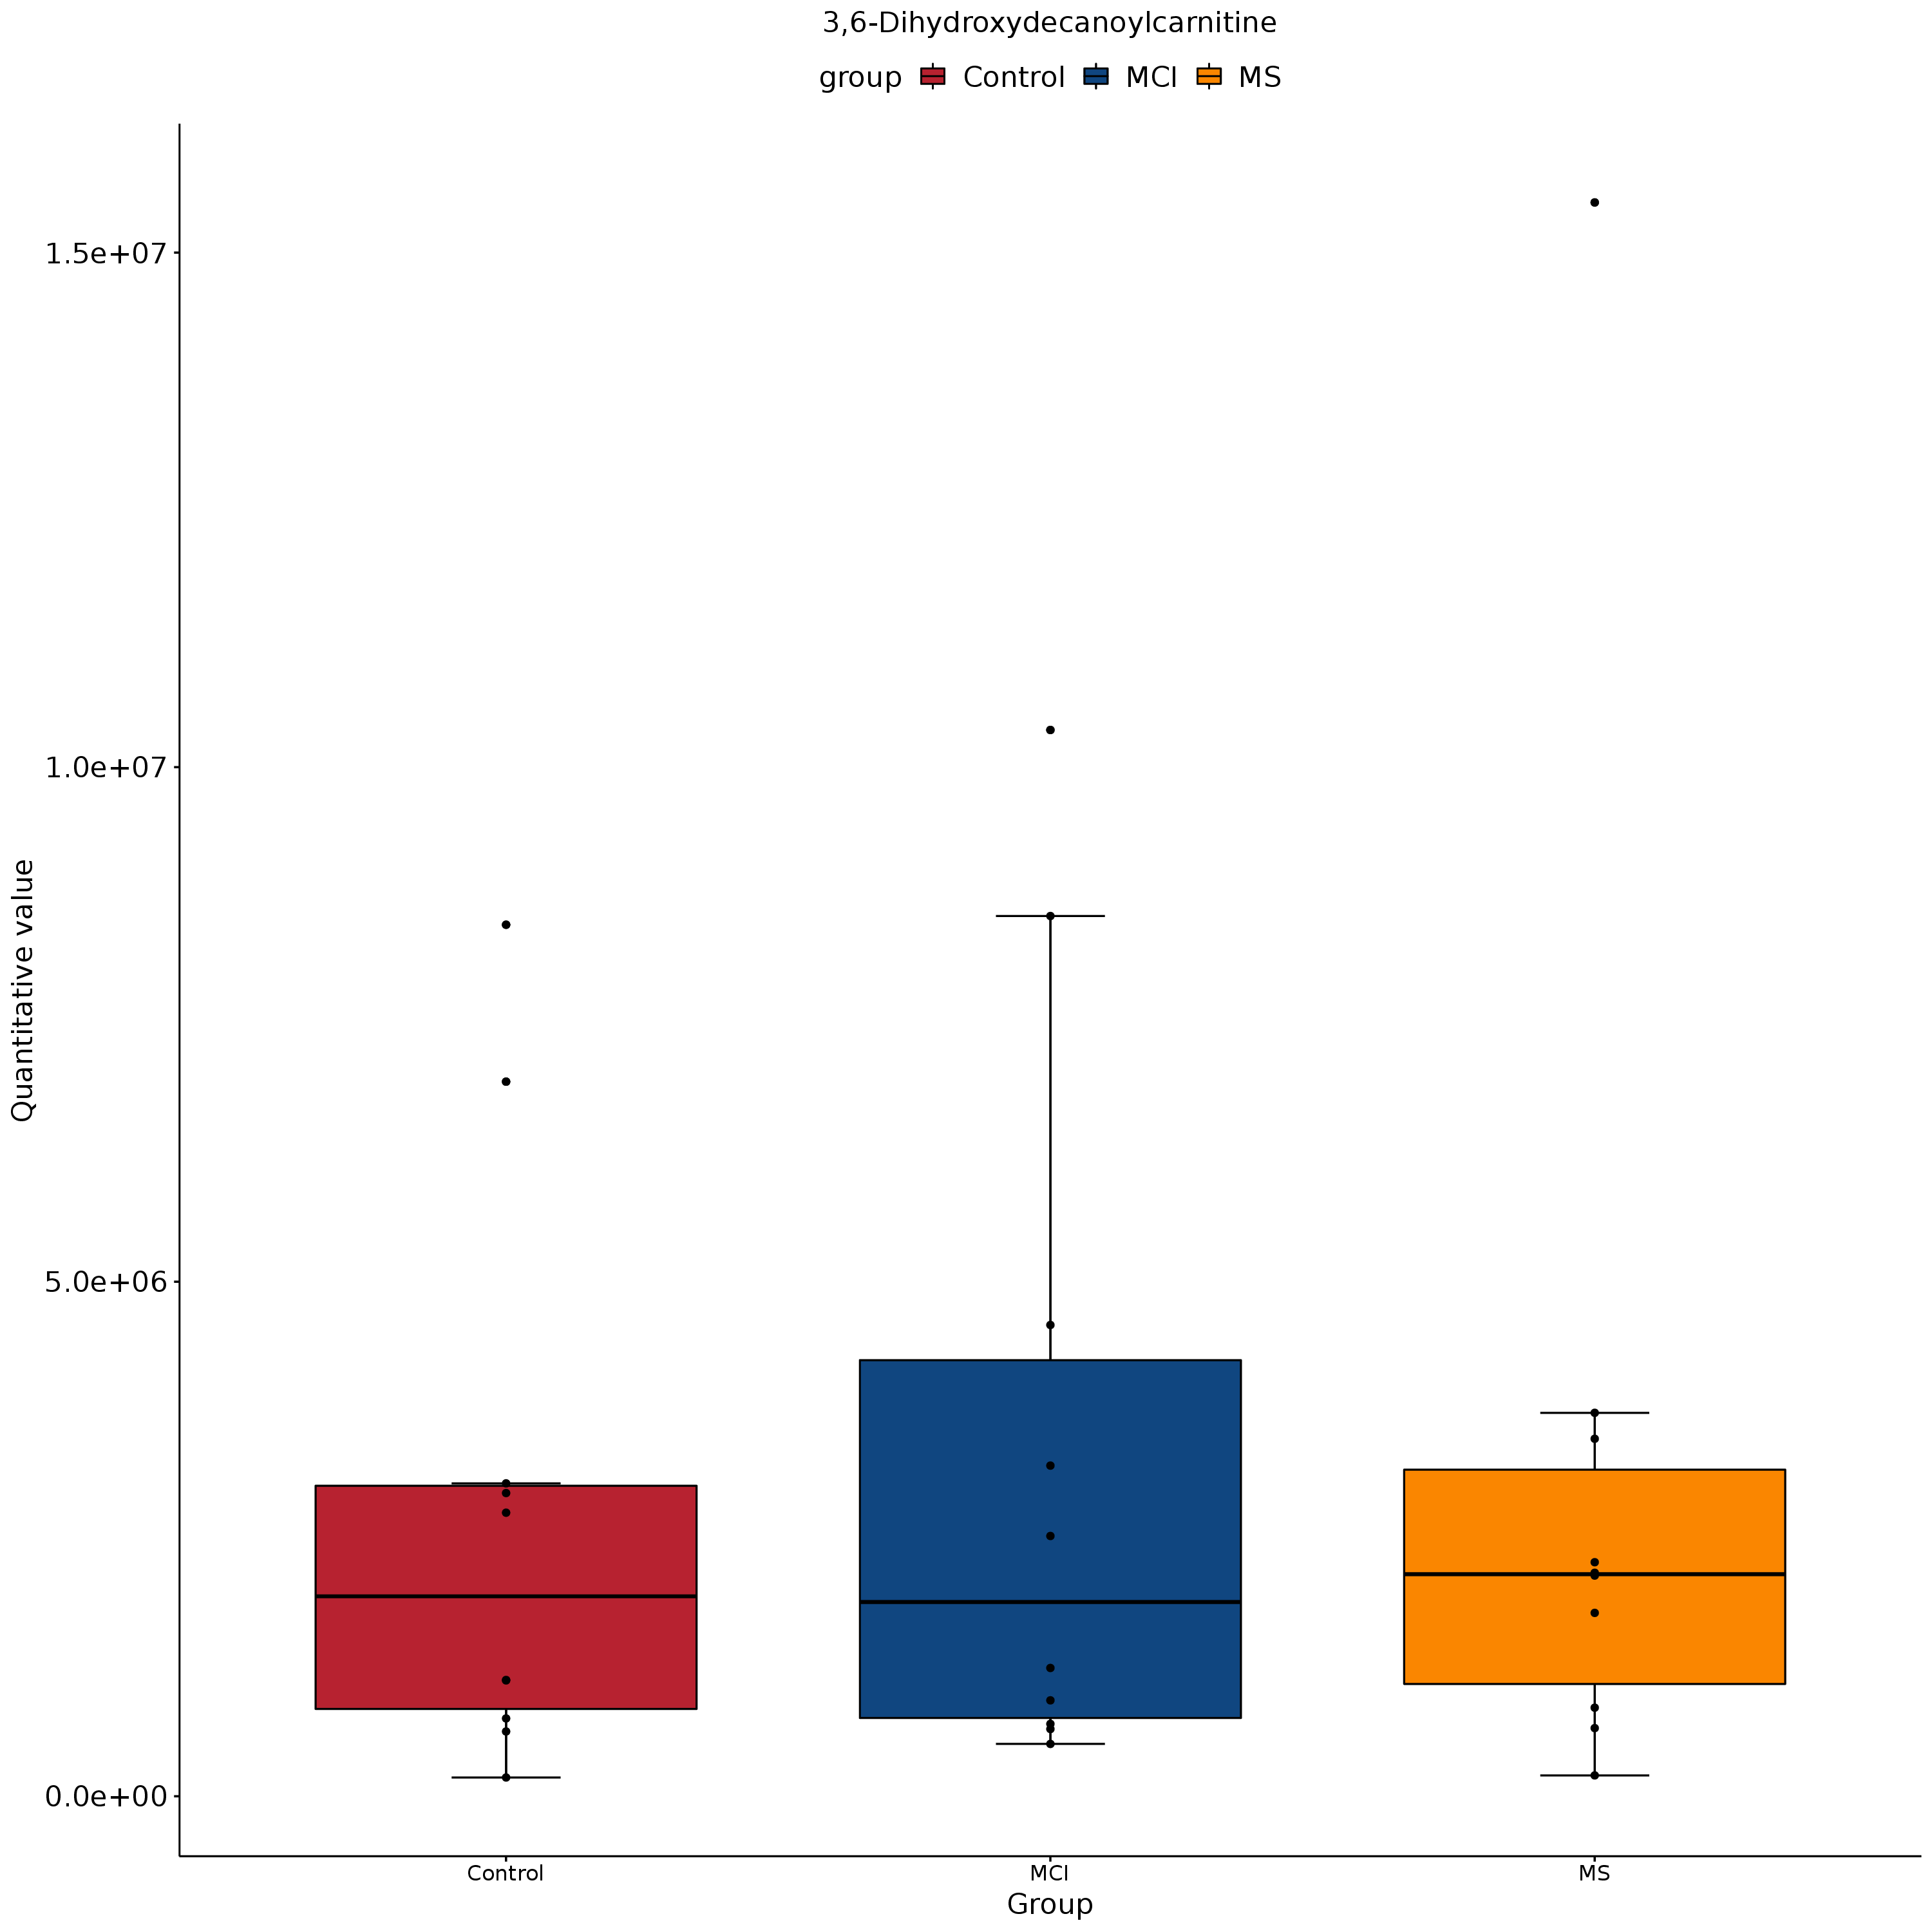 3,6-Dihydroxydecanoylcarnitine
group Control MCI MS
1.5e+07
1.0e+07
5.0e+06
0.0e+00
Quantitative value
Control MCI MS
Group